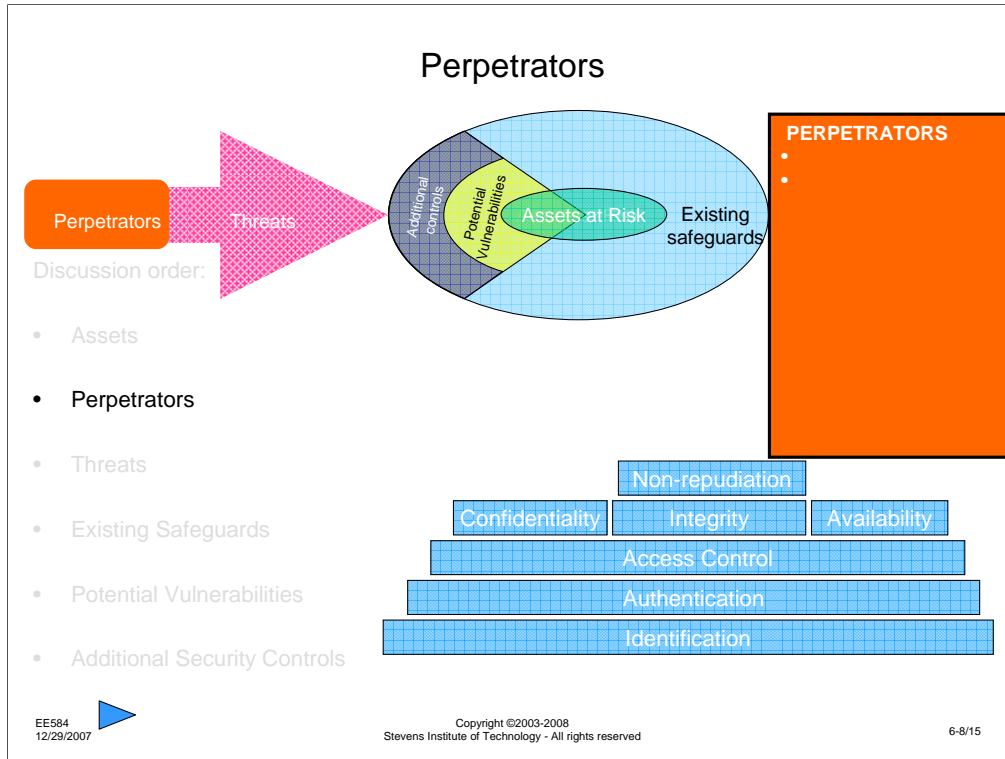 Perpetrators
Perpetrators
Threats
Additional
controls
Potential
Vulnerabilities
Assets at Risk
Existing
safeguards
PERPETRATORS
•
•
Discussion order:
• Assets
• Perpetrators
• Threats
• Existing Safeguards
• Potential Vulnerabilities
• Additional Security Controls
Non-repudiation
Confidentiality
Integrity
Availability
Access Control
Authentication
Identification
EE584
12/29/2007
Copyright ©2003-2008
Stevens Institute of Technology - All rights reserved
6-8/15